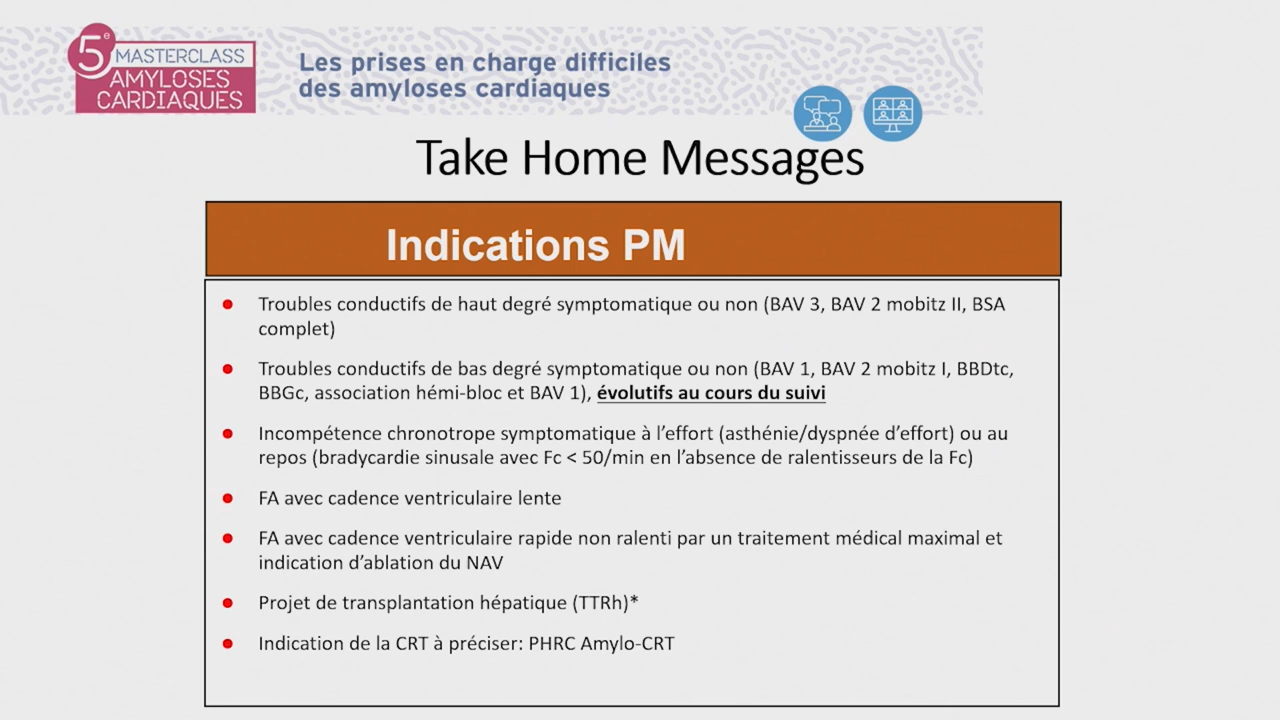 5e MASTERCLASS
AMYLOSES
CARDIAQUES
Les prises en charge difficiles
des amyloses cardiaques
Take Home Messages
Indications PM
Troubles conductifs de haut degré symptomatique ou non (BAV 3, BAV 2 mobitz II, BSA
complet)
Troubles conductifs de bas degré symptomatique ou non (BAV 1, BAV 2 mobitz I, BBDtc,
BBGc, association hémi-bloc et BAV 1), évolutifs au cours du suivi
Incompétence chronotrope symptomatique à l’effort (asthénie/dyspnée d’effort) ou au
repos (bradycardie sinusale avec Fc < 50/min en l’absence de ralentisseurs de la Fc)
FA avec cadence ventriculaire lente
FA avec cadence ventriculaire rapide non ralenti par un traitement médical maximal et
indication d’ablation du NAV
Projet de transplantation hépatique (TTRh)*
Indication de la CRT à préciser: PHRC Amylo-CRT